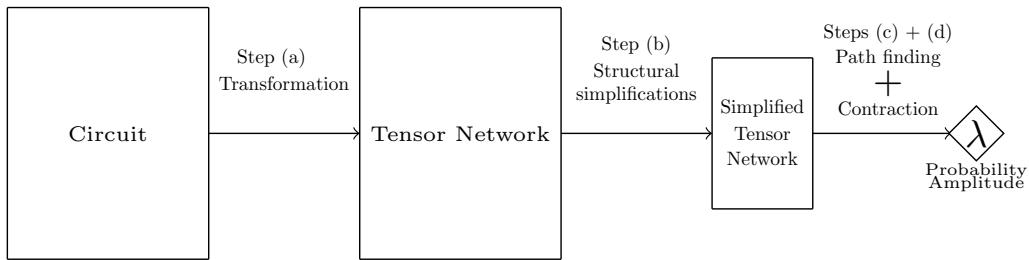 Circuit
Step (a)
Transformation
Tensor Network
Step (b)
Structural
simplifications
Simplified
Tensor
Network
Steps (c) + (d)
Path finding
+
Contraction
λ
Probability
Amplitude